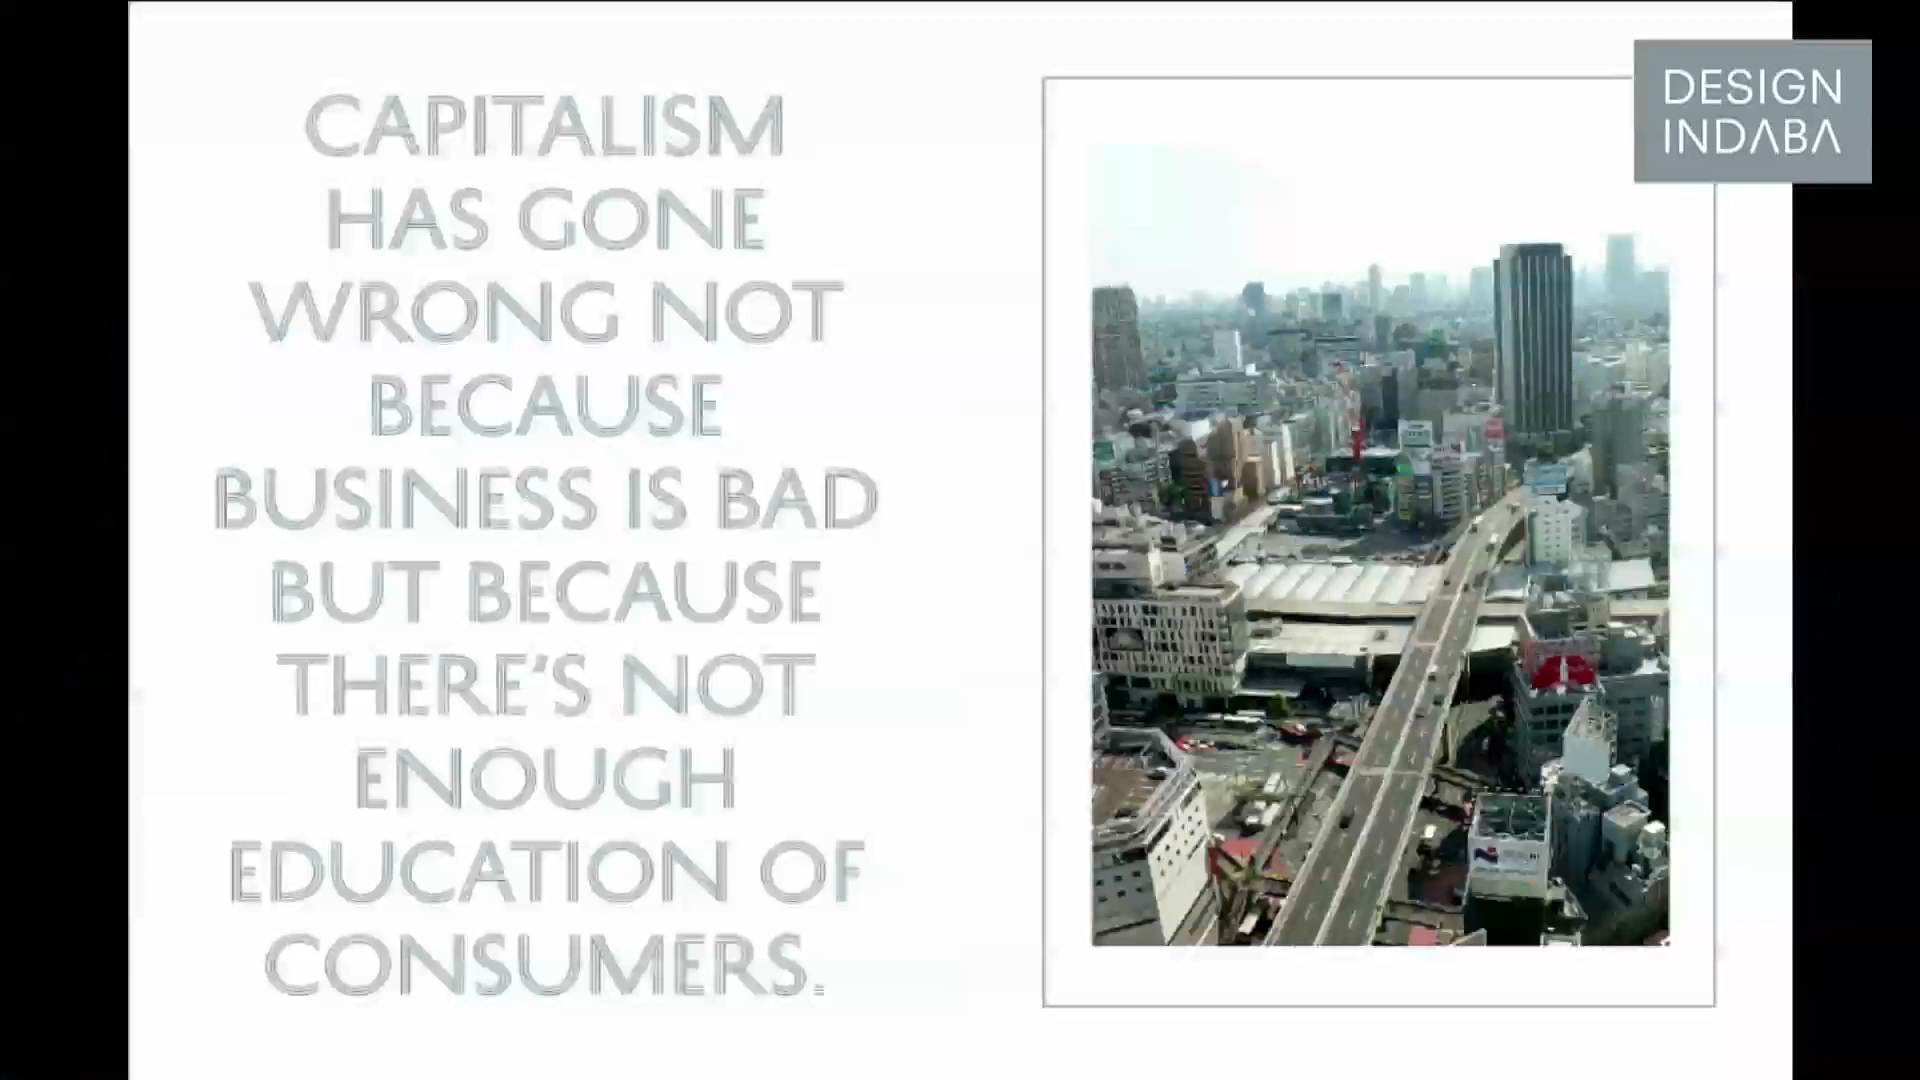 CAPITALISM
HAS GONE
WRONG NOT
BECAUSE
BUSINESS IS BAD
BUT BECAUSE
THERE'S NOT
ENOUGH
EDUCATION OF
CONSUMERS.
DESIGN
INDABA